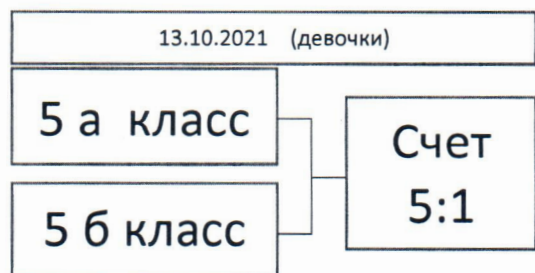 13.10.2021 (девочки)
5 а класс
5 б класс
Счет
5:1